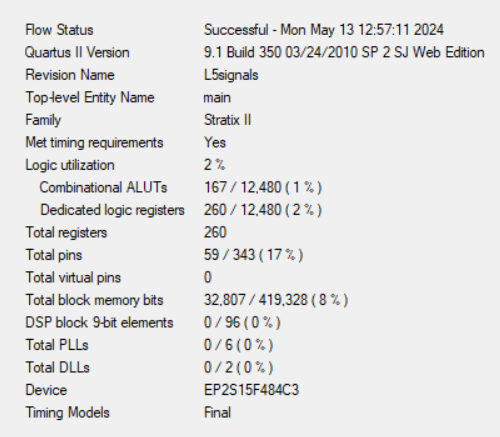 Flow Status Successful - Mon May 13 12:57:11 2024
Quartus II Version 9.1 Build 350 03/24/2010 SP 2 SJ Web Edition
Revision Name L5signals
Top-level Entity Name main
Family Stratix II
Met timing requirements Yes
Logic utilization 2 %
Combinational ALUTs 167 / 12,480 ( 1 % )
Dedicated logic registers 260 / 12,480 ( 2 % )
Total registers 260
Total pins 59 / 343 ( 17 % )
Total virtual pins 0
Total block memory bits 32,807 / 419,328 ( 8 % )
DSP block 9-bit elements 0 / 96 ( 0 % )
Total PLLs 0 / 6 ( 0 % )
Total DLLs 0 / 2 ( 0 % )
Device EP2S15F484C3
Timing Models Final